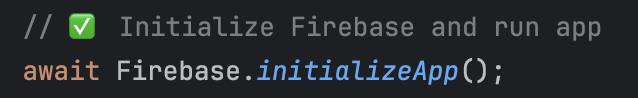 // ✅ Initialize Firebase and run app
await Firebase.initializeApp();